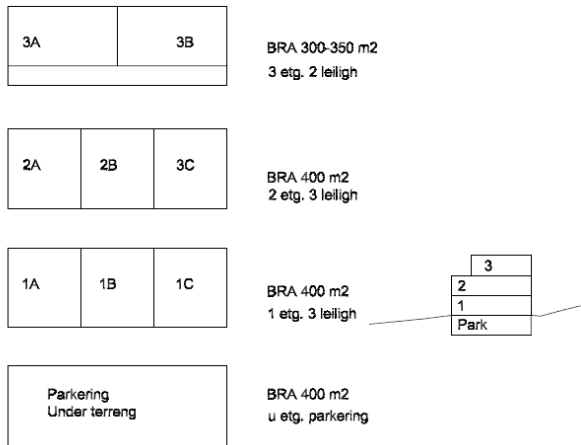 3A 3B
BRA 300-350 m2
3 etg. 2 leiligh
2A 2B 3C
BRA 400 m2
2 etg. 3 leiligh
1A 1B 1C
BRA 400 m2
1 etg. 3 leiligh
3
2
1
Park
Parkering
Under terreng
BRA 400 m2
u etg. parkering